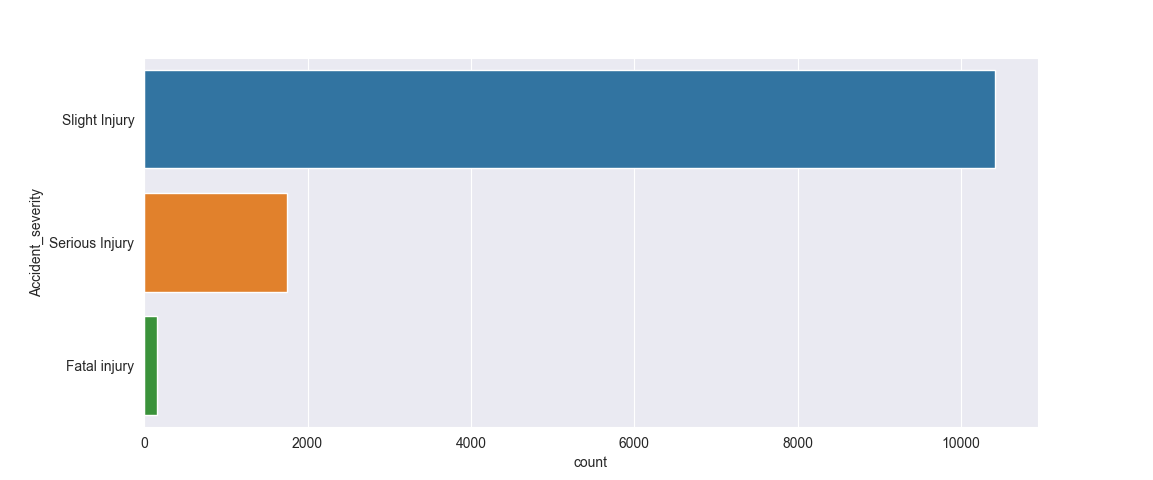 Slight Injury
Serious Injury
Fatal injury
Accident_severity
0 2000 4000 6000 8000 10000
count